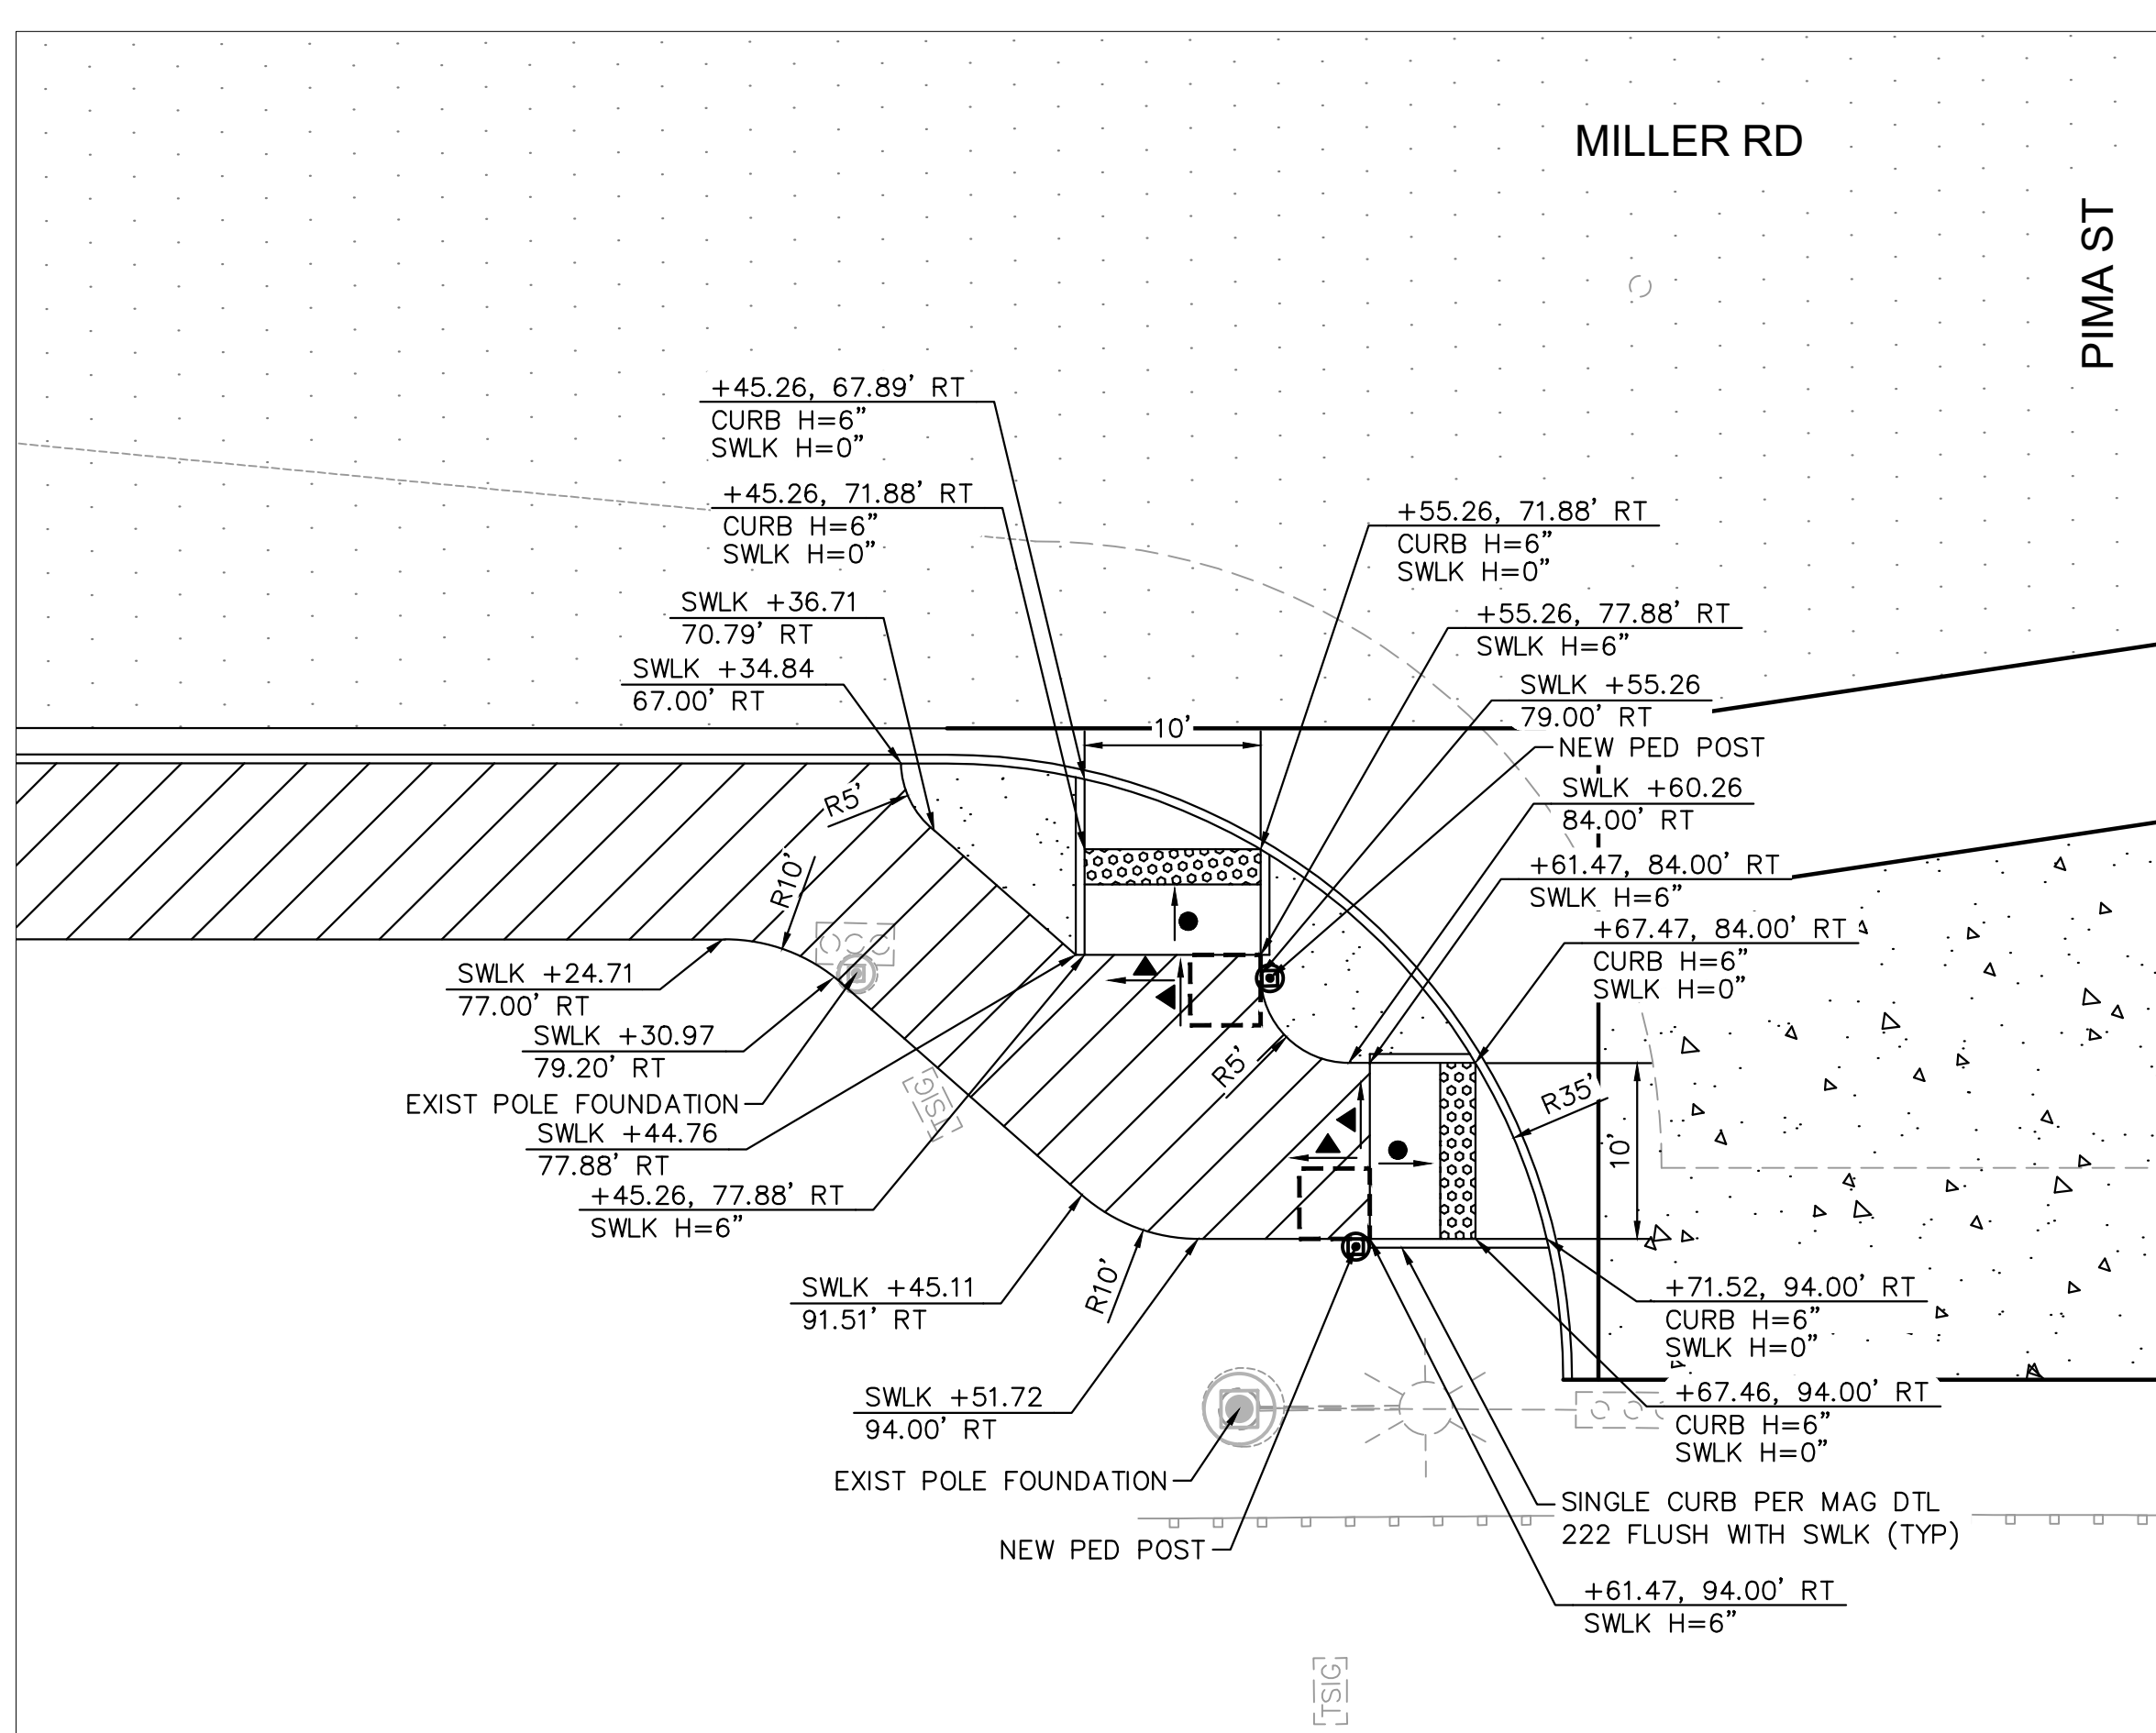 MILLER RD
PIMA ST
+45.26, 67.89' RT
CURB H=6"
SWLK H=0"
+45.26, 71.88' RT
CURB H=6"
SWLK H=0"
+55.26, 71.88' RT
CURB H=6"
SWLK H=0"
SWLK +36.71
70.79' RT
+55.26, 77.88' RT
SWLK H=6"
SWLK +34.84
67.00' RT
SWLK +55.26
79.00' RT
10'
NEW PED POST
R5'
SWLK +60.26
84.00' RT
R10'
+61.47, 84.00' RT
SWLK H=6"
+67.47, 84.00' RT
CURB H=6"
SWLK H=0"
SWLK +24.71
77.00' RT
SWLK +30.97
79.20' RT
R5'
R35'
EXIST POLE FOUNDATION
TSIG
SWLK +44.76
77.88' RT
10'
+45.26, 77.88' RT
SWLK H=6"
SWLK +45.11
91.51' RT
R10'
+71.52, 94.00' RT
CURB H=6"
SWLK H=0"
SWLK +51.72
94.00' RT
+67.46, 94.00' RT
CURB H=6"
SWLK H=0"
EXIST POLE FOUNDATION
SINGLE CURB PER MAG DTL
222 FLUSH WITH SWLK (TYP)
NEW PED POST
+61.47, 94.00' RT
SWLK H=6"
TSIG